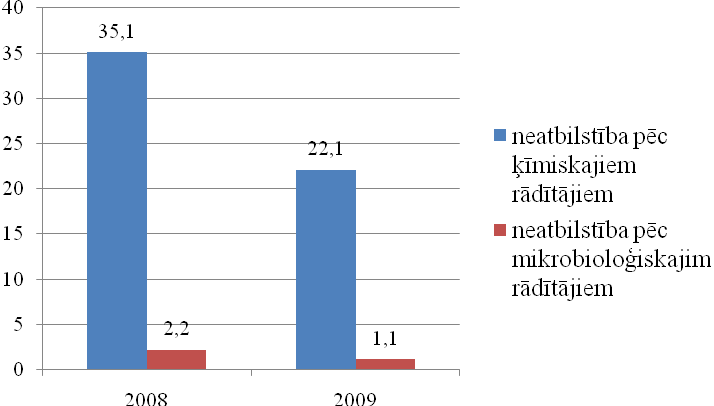 40
35
30
25
20
15
10
5
0
35,1
2,2
22,1
1,1
2008
2009
neatbilstība pēc
ķīmiskajiem
rādītājiem
neatbilstība pēc
mikrobioloģiskajim
rādītājiem